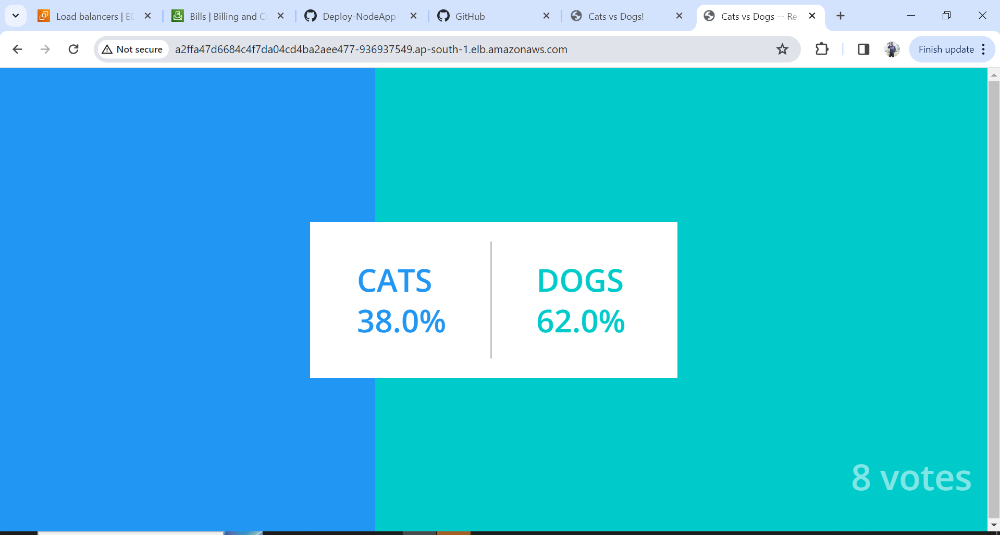 Load balancers | EC
Bills | Billing and C
Deploy-NodeApp-
GitHub
Cats vs Dogs!
Cats vs Dogs -- Re
Not secure
a2ffa47d6684c4f7da04cd4ba2aee477-936937549.ap-south-1.elb.amazonaws.com
Finish update
CATS
38.0%
DOGS
62.0%
8 votes